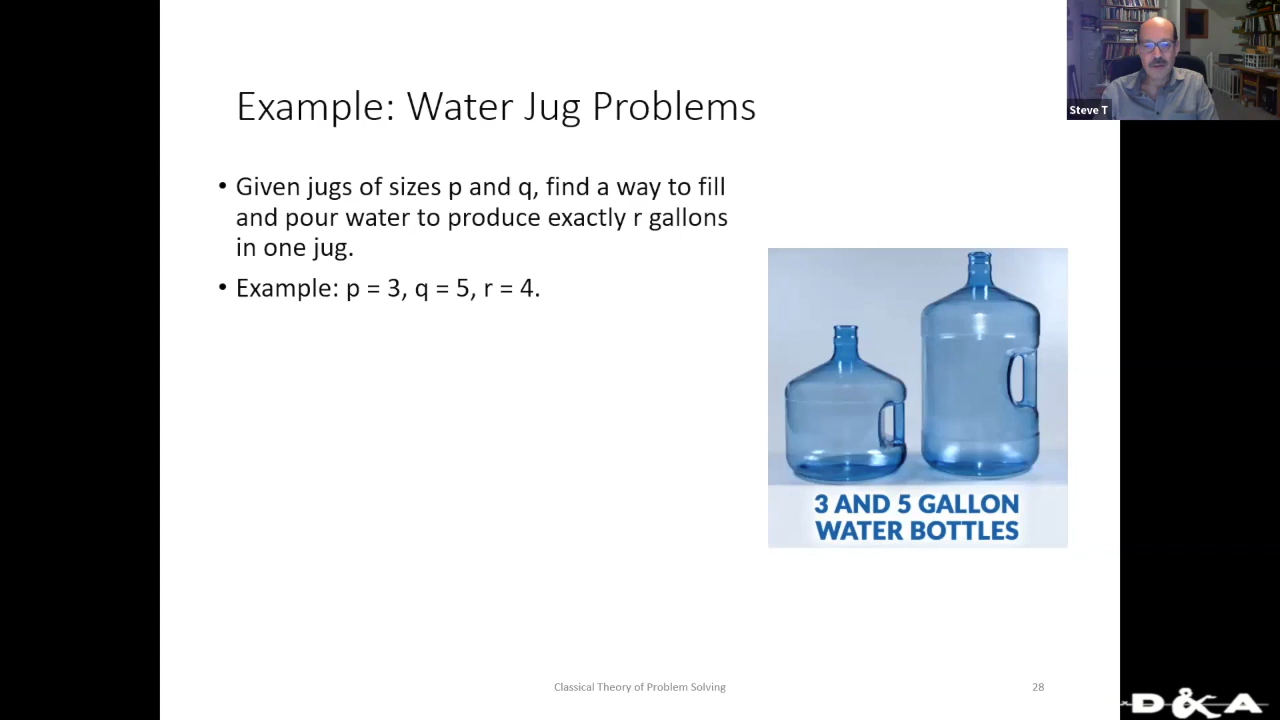 Steve T
Example: Water Jug Problems
• Given jugs of sizes p and q, find a way to fill
and pour water to produce exactly r gallons
in one jug.
• Example: p = 3, q = 5, r = 4.
3 AND 5 GALLON
WATER BOTTLES
Classical Theory of Problem Solving
28
D&A